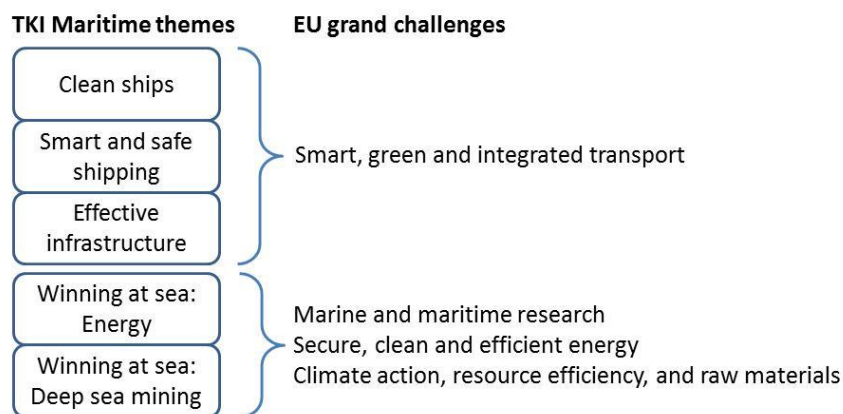 TKI Maritime themes
EU grand challenges
Clean ships
Smart and safe
shipping
Effective
infrastructure
Smart, green and integrated transport
Winning at sea:
Energy
Winning at sea:
Deep sea mining
Marine and maritime research
Secure, clean and efficient energy
Climate action, resource efficiency, and raw materials